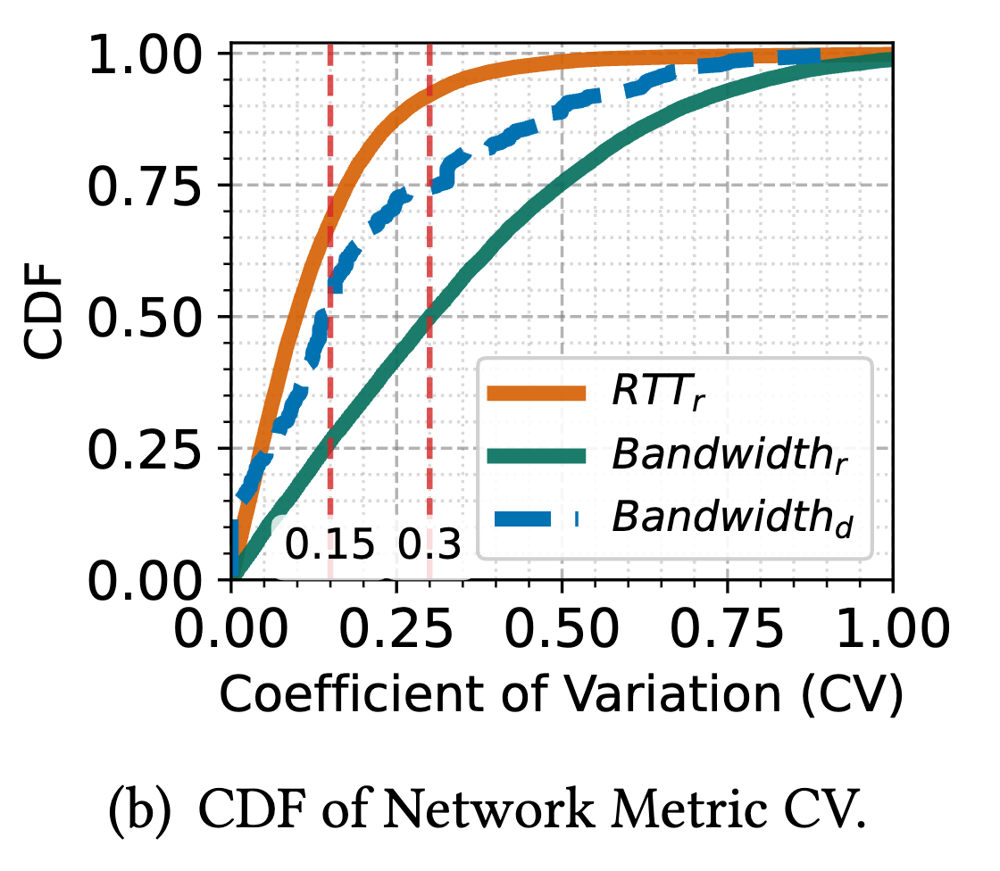 1.00
0.75
0.50
0.25
0.00
CDF
RTT_r
Bandwidth_r
Bandwidth_d
0.15 0.3
0.00 0.25 0.50 0.75 1.00
Coefficient of Variation (CV)
(b) CDF of Network Metric CV.